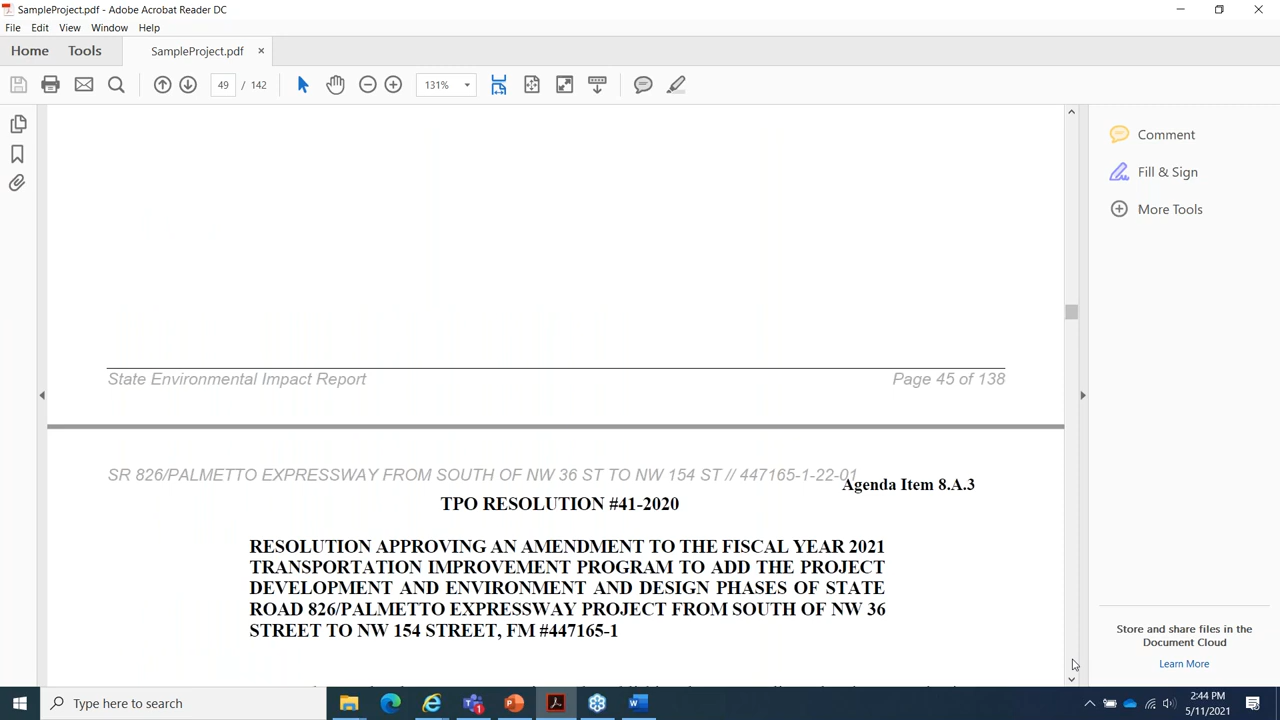 SampleProject.pdf - Adobe Acrobat Reader DC
File Edit View Window Help
Home Tools SampleProject.pdf ×
49 / 142 131%
Comment
Fill & Sign
More Tools
State Environmental Impact Report Page 45 of 138
SR 826/PALMETTO EXPRESSWAY FROM SOUTH OF NW 36 ST TO NW 154 ST // 447165-1-22-01
Agenda Item 8.A.3
TPO RESOLUTION #41-2020
RESOLUTION APPROVING AN AMENDMENT TO THE FISCAL YEAR 2021
TRANSPORTATION IMPROVEMENT PROGRAM TO ADD THE PROJECT
DEVELOPMENT AND ENVIRONMENT AND DESIGN PHASES OF STATE
ROAD 826/PALMETTO EXPRESSWAY PROJECT FROM SOUTH OF NW 36
STREET TO NW 154 STREET, FM #447165-1
Store and share files in the
Document Cloud
Learn More
Type here to search
2:44 PM
5/11/2021